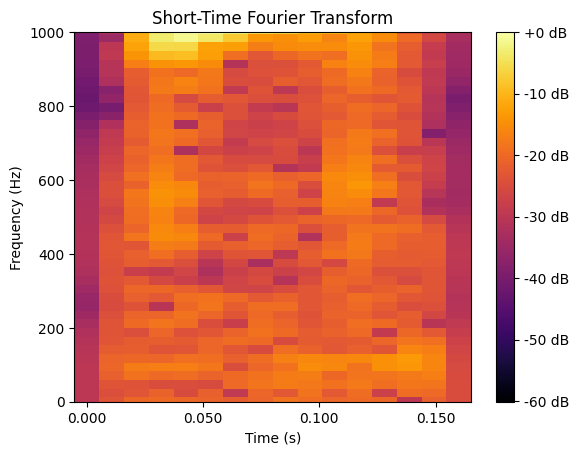 Short-Time Fourier Transform
1000
800
600
400
200
0
Frequency (Hz)
0.000
0.050
0.100
0.150
Time (s)
+0 dB
-10 dB
-20 dB
-30 dB
-40 dB
-50 dB
-60 dB